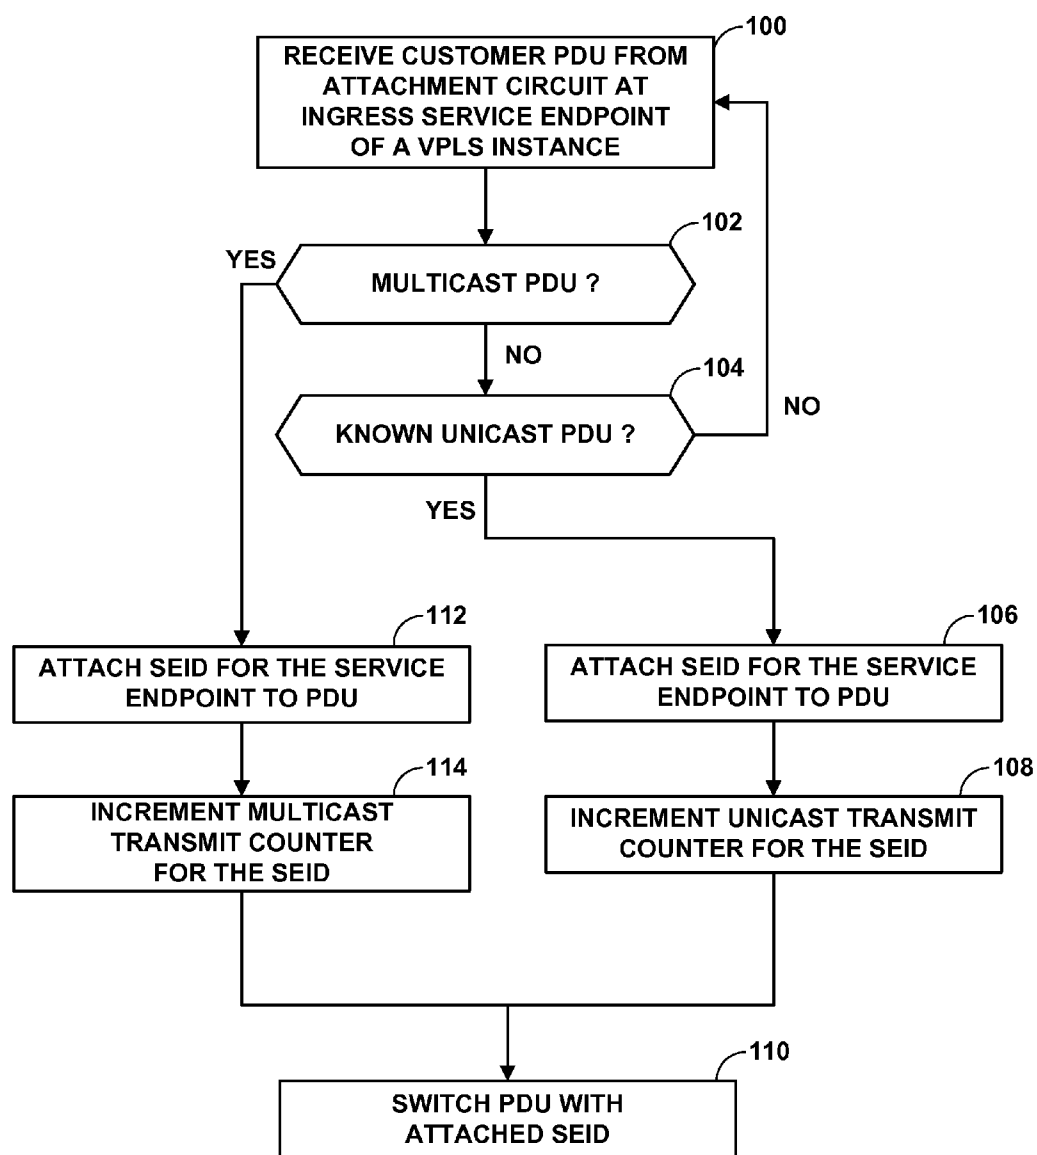 100
RECEIVE CUSTOMER PDU FROM
ATTACHMENT CIRCUIT AT
INGRESS SERVICE ENDPOINT
OF A VPLS INSTANCE
102
YES
MULTICAST PDU ?
NO
104
NO
KNOWN UNICAST PDU ?
YES
112
ATTACH SEID FOR THE SERVICE
ENDPOINT TO PDU
106
ATTACH SEID FOR THE SERVICE
ENDPOINT TO PDU
114
INCREMENT MULTICAST
TRANSMIT COUNTER
FOR THE SEID
108
INCREMENT UNICAST TRANSMIT
COUNTER FOR THE SEID
110
SWITCH PDU WITH
ATTACHED SEID